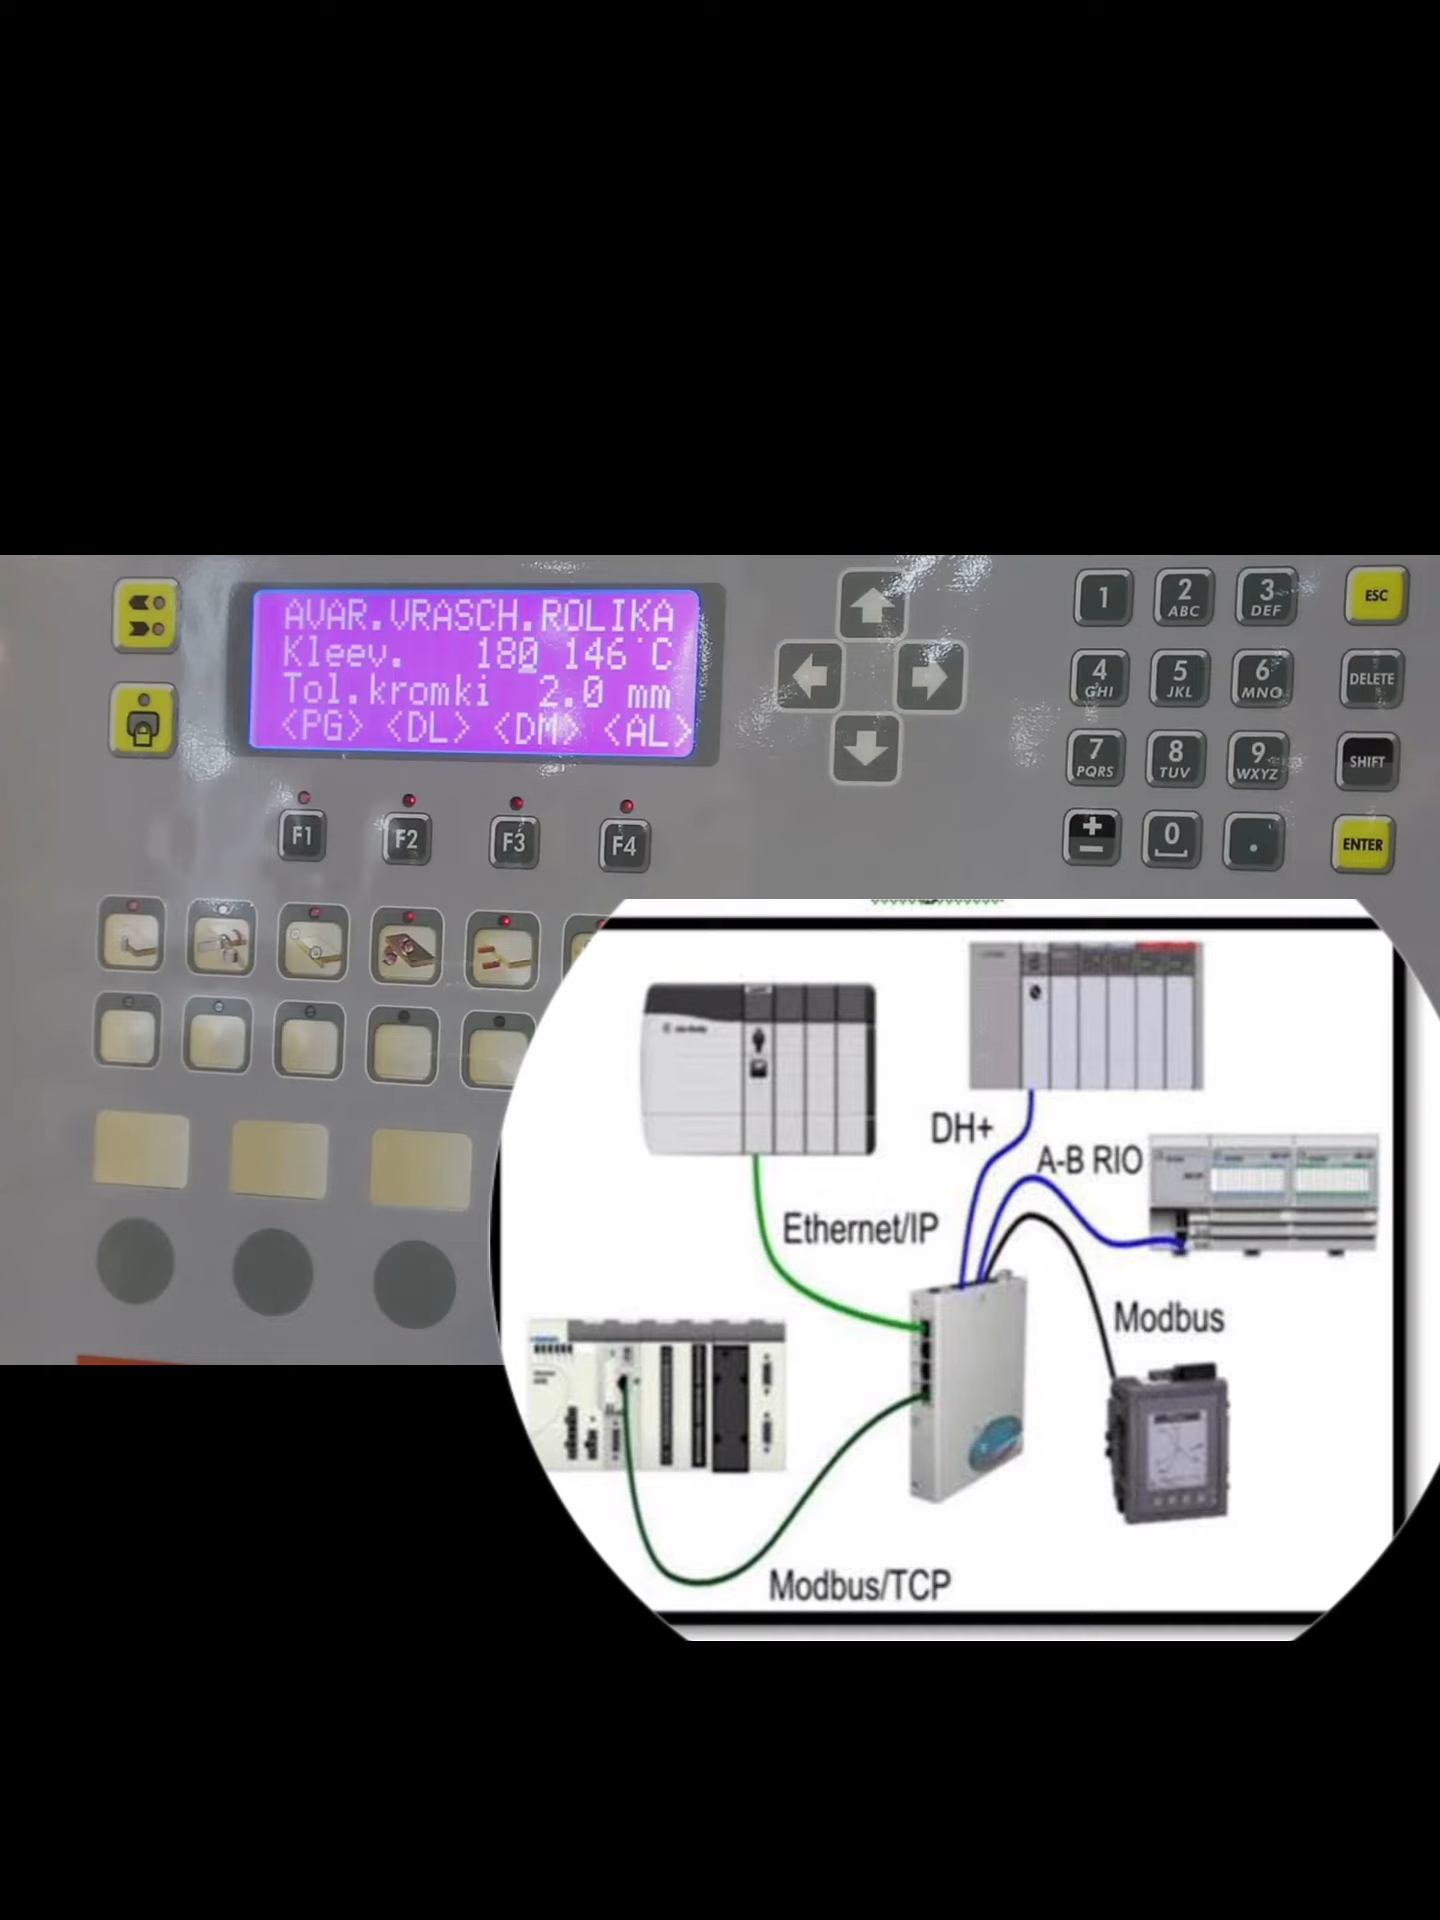 AVAR.VRASCH.ROLIKA
Kleev. 180 146°C
Tol.kromki 2.0 mm
<PG> <DL> <DM> <AL>
F1 F2 F3 F4
1 2 ABC 3 DEF ESC
4 GHI 5 JKL 6 MNO DELETE
7 PQRS 8 TUV 9 WXYZ SHIFT
+ - 0 . ENTER
DH+
A-B RIO
Ethernet/IP
Modbus
Modbus/TCP